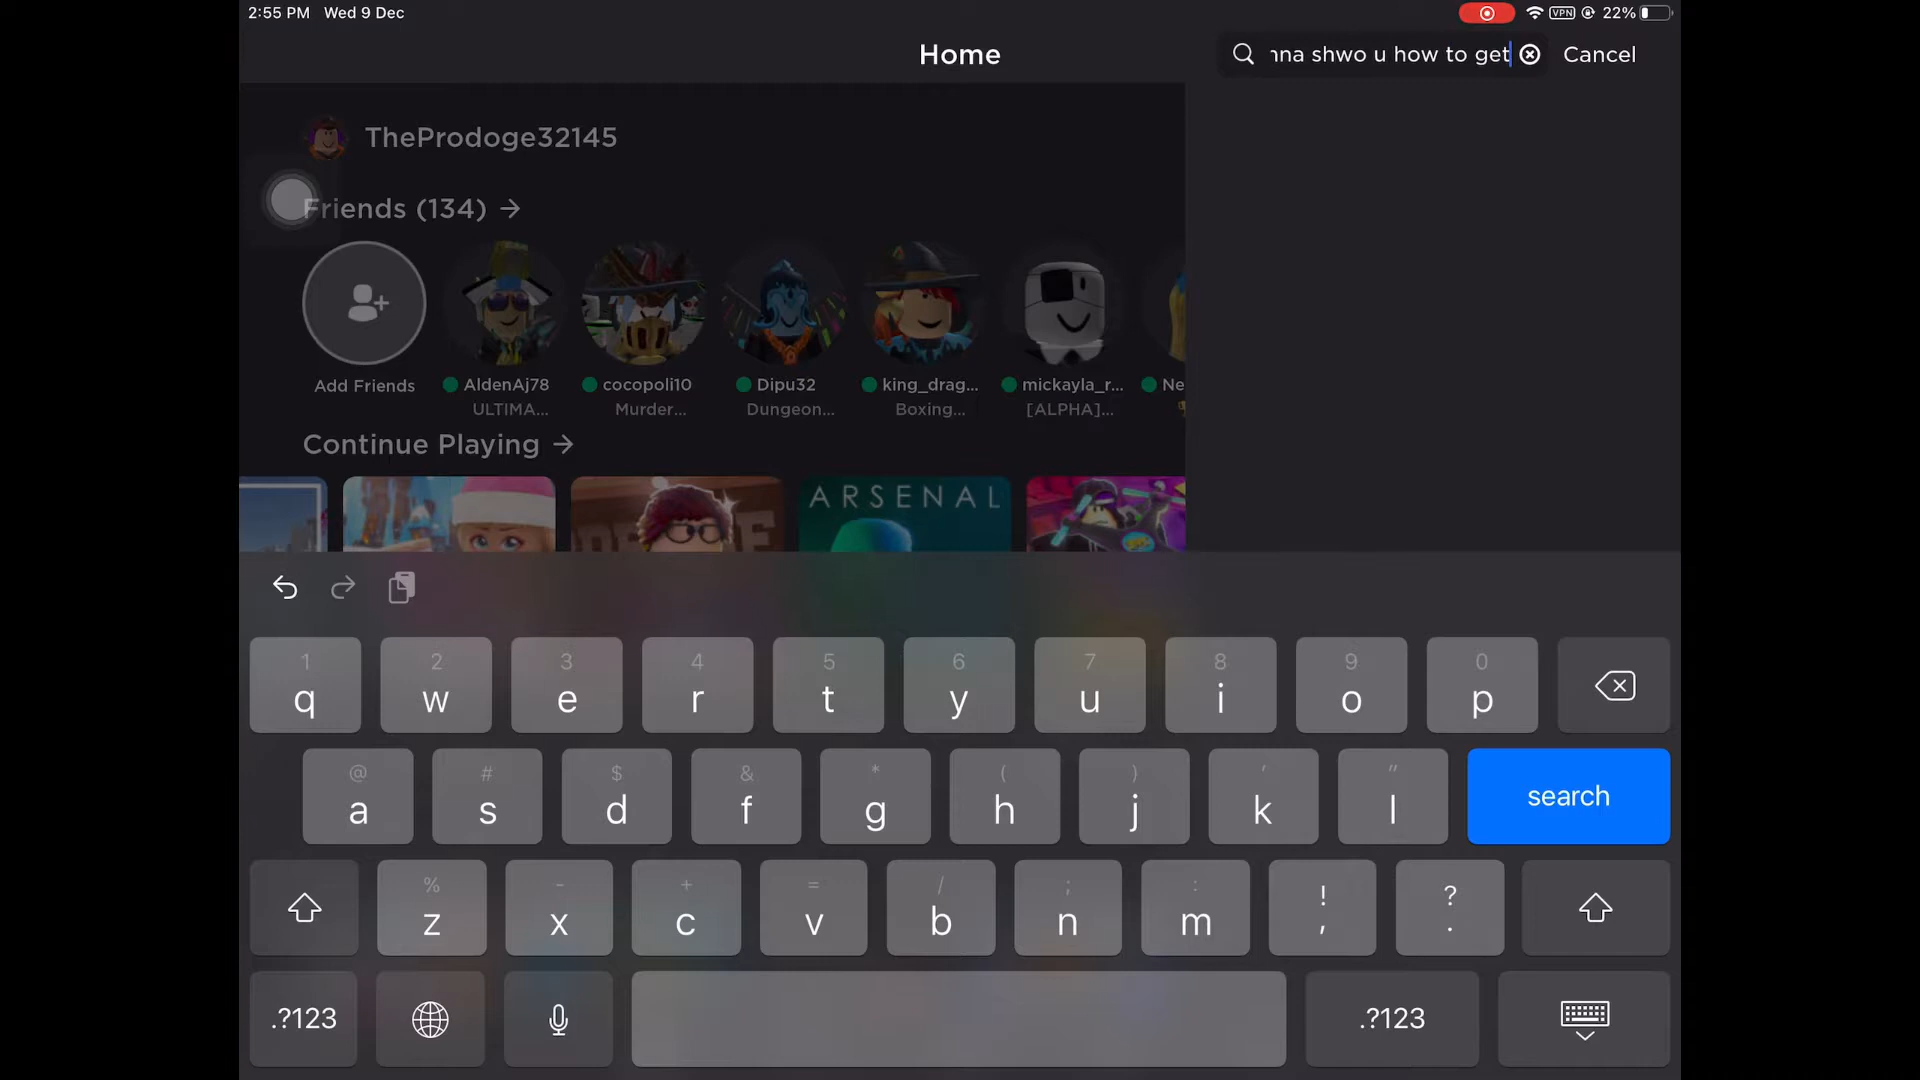 2:55 PM Wed 9 Dec
VPN 22%
Home
nna shwo u how to get
Cancel
TheProdoge32145
Friends (134) →
Add Friends
AldenAj78
cocopoli10
Dipu32
king_drag...
mickayla_r...
Ne
ULTIMA...
Murder...
Dungeon...
Boxing...
[ALPHA]...
Continue Playing →
ARSENAL
1 2 3 4 5 6 7 8 9 0
q w e r t y u i o p
@ # $ & * ( ) ' "
a s d f g h j k l search
% - + = / ; : ! ?
z x c v b n m , .
.?123 .?123